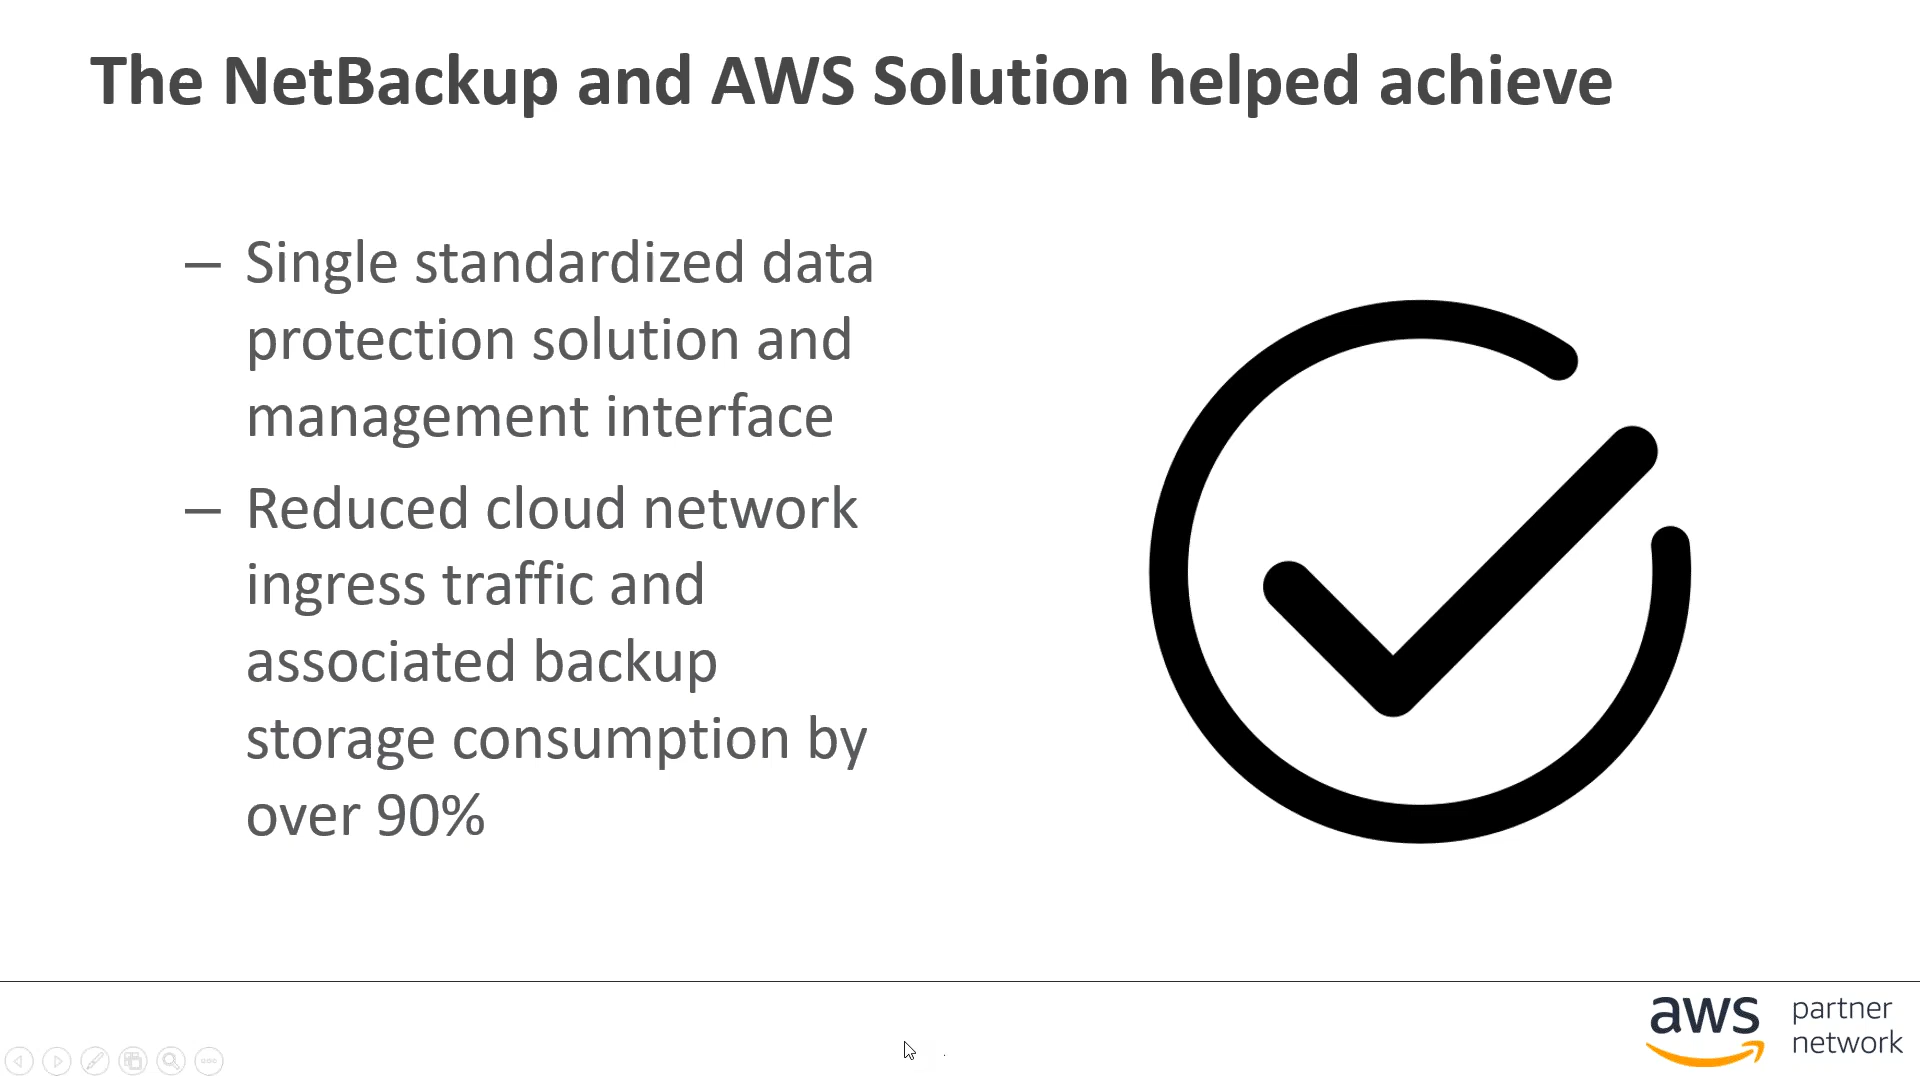 The NetBackup and AWS Solution helped achieve
– Single standardized data
protection solution and
management interface
– Reduced cloud network
ingress traffic and
associated backup
storage consumption by
over 90%
aws partner
network